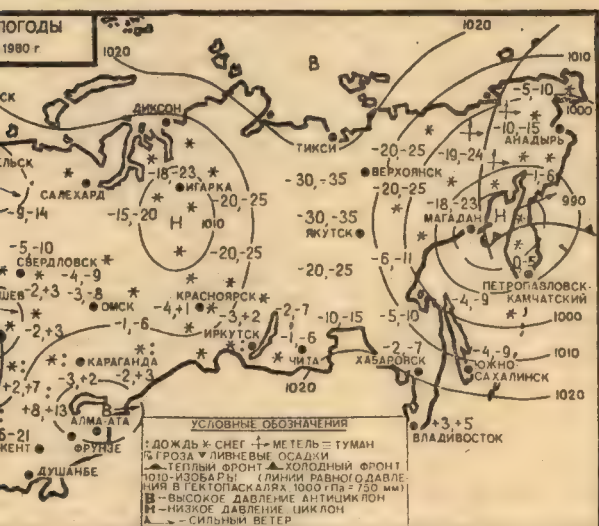 ПОГОДЫ
1980 г
1020
1020
В
1010
1000
-5,-10
СК
ДИКСОН
ТИКСИ
-10,-15
АНАДЫРЬ
-20,-25
ВЕРХОЯНСК
-19,-24
-20,-25
ЕЛЬСК
САЛЕХАРД
-18,-23
ИГАРКА
-30,-35
-1,-6
990
-9,-14
-15,-20
Н
1010
-20,-25
-18,-23
МАГАДАН
Н
-30,-35
ЯКУТСК
-5,-10
СВЕРДЛОВСК
-20,-25
-6,-11
0-5
-4,-9
-20,-25
ПЕТРОПАВЛОВСК-
КАМЧАТСКИЙ
ШЕВ
-2,+3
-3,-8
ОМСК
КРАСНОЯРСК
-4,+1
-3,+2
-2,-7
-10,-15
-5,-10
-4,-9
1000
-2,+3
-1,-6
ИРКУТСК
-1,-6
ЧИТА
ХАБАРОВСК
-2,-7
-4,-9
ЮЖНО-
САХАЛИНСК
1010
КАРАГАНДА
+2,+7
-3,+2
-2,+3
1020
1020
+8,+13
В
АЛМА-АТА
6-21
КЕНТ
ФРУНЗЕ
ДУШАНБЕ
+3,+5
ВЛАДИВОСТОК
УСЛОВНЫЕ ОБОЗНАЧЕНИЯ
ДОЖДЬ * СНЕГ МЕТЕЛЬ ≡ ТУМАН
ГРОЗА ЛИВНЕВЫЕ ОСАДКИ
ТЕПЛЫЙ ФРОНТ ХОЛОДНЫЙ ФРОНТ
1010-ИЗОБАРЫ (ЛИНИИ РАВНОГО ДАВЛЕ-
НИЯ В ГЕКТОПАСКАЛЯХ 1000 гПа=750 мм)
В-ВЫСОКОЕ ДАВЛЕНИЕ АНТИЦИКЛОН
Н-НИЗКОЕ ДАВЛЕНИЕ ЦИКЛОН
СИЛЬНЫЙ ВЕТЕР